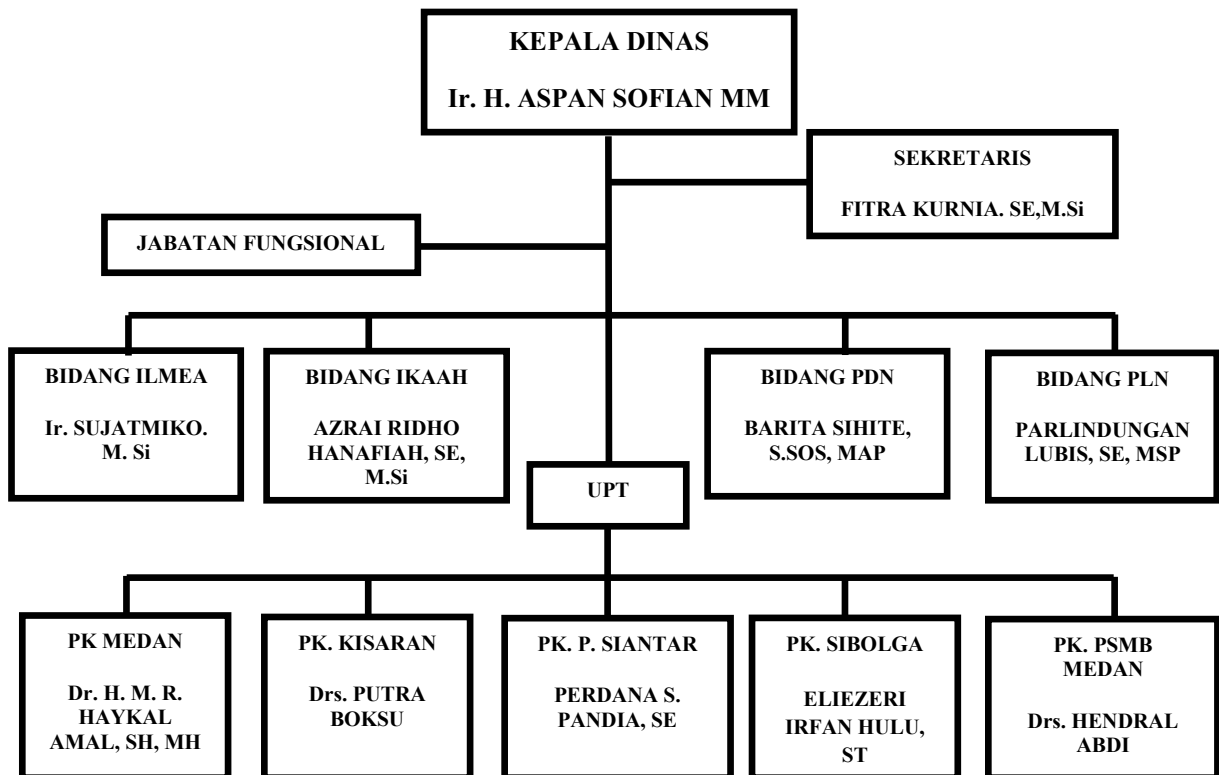 KEPALA DINAS
Ir. H. ASPAN SOFIAN MM
SEKRETARIS
FITRA KURNIA. SE,M.Si
JABATAN FUNGSIONAL
BIDANG ILMEA
Ir. SUJATMIKO.
M. Si
BIDANG IKAAH
AZRAI RIDHO
HANAFIAH, SE,
M.Si
BIDANG PDN
BARITA SIHITE,
S.SOS, MAP
BIDANG PLN
PARLINDUNGAN
LUBIS, SE, MSP
UPT
PK MEDAN
Dr. H. M. R.
HAYKAL
AMAL, SH, MH
PK. KISARAN
Drs. PUTRA
BOKSU
PK. P. SIANTAR
PERDANA S.
PANDIA, SE
PK. SIBOLGA
ELIEZERI
IRFAN HULU,
ST
PK. PSMB
MEDAN
Drs. HENDRAL
ABDI